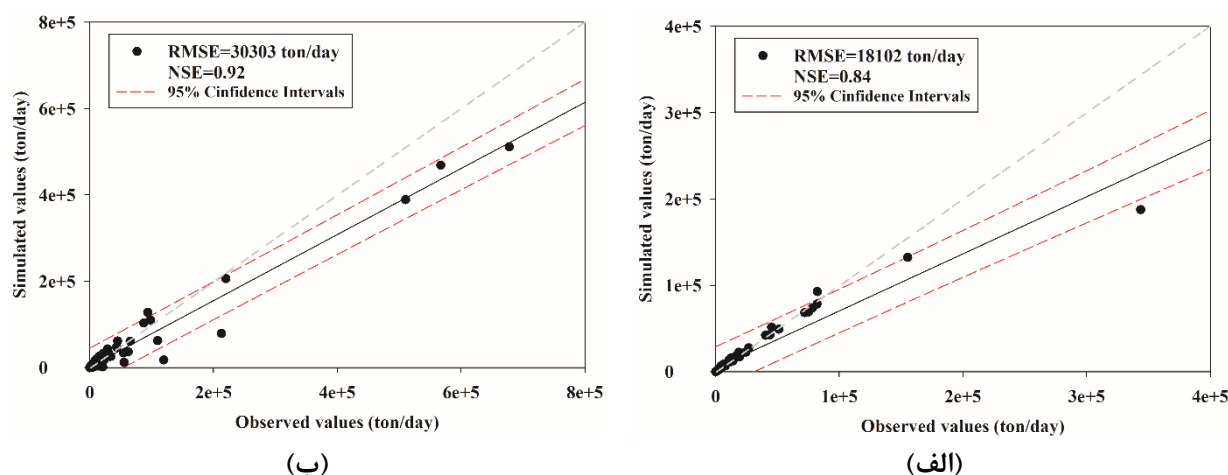 8e+5
6e+5
4e+5
2e+5
0
Simulated values (ton/day)
RMSE=30303 ton/day
NSE=0.92
95% Cinfidence Intervals
0 2e+5 4e+5 6e+5 8e+5
Observed values (ton/day)
(ب)
4e+5
3e+5
2e+5
1e+5
0
Simulated values (ton/day)
RMSE=18102 ton/day
NSE=0.84
95% Cinfidence Intervals
0 1e+5 2e+5 3e+5 4e+5
Observed values (ton/day)
(الف)